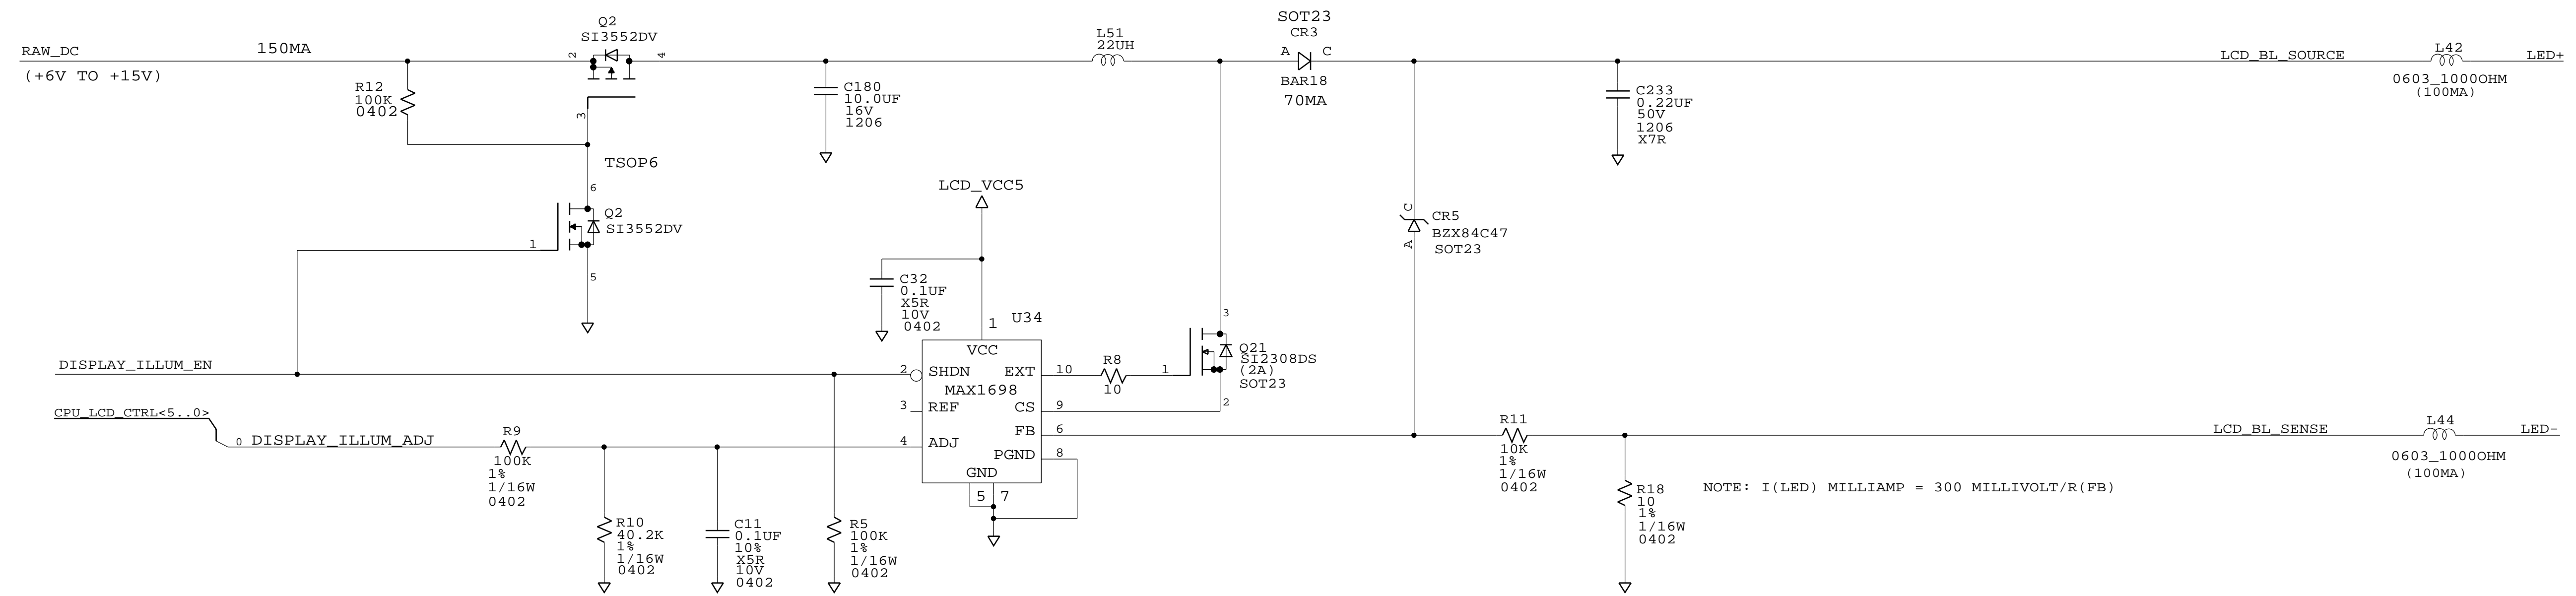 RAW_DC
(+6V TO +15V)
150MA
Q2
SI3552DV
2
4
3
R12
100K
0402
TSOP6
6
Q2
SI3552DV
1
5
C180
10.0UF
16V
1206
L51
22UH
SOT23
CR3
A
C
BAR18
70MA
C233
0.22UF
50V
1206
X7R
LCD_BL_SOURCE
L42
LED+
0603_1000OHM
(100MA)
LCD_VCC5
C32
0.1UF
X5R
10V
0402
C
CR5
BZX84C47
SOT23
A
U34
1
VCC
2
SHDN
EXT
10
MAX1698
3
REF
CS
9
FB
6
4
ADJ
PGND
8
GND
5
7
R8
10
3
1
Q21
SI2308DS
(2A)
SOT23
2
DISPLAY_ILLUM_EN
CPU_LCD_CTRL<5..0>
0
DISPLAY_ILLUM_ADJ
R9
100K
1%
1/16W
0402
R10
40.2K
1%
1/16W
0402
C11
0.1UF
10%
X5R
10V
0402
R5
100K
1%
1/16W
0402
R11
10K
1%
1/16W
0402
R18
10
1%
1/16W
0402
NOTE: I(LED) MILLIAMP = 300 MILLIVOLT/R(FB)
LCD_BL_SENSE
L44
LED-
0603_1000OHM
(100MA)